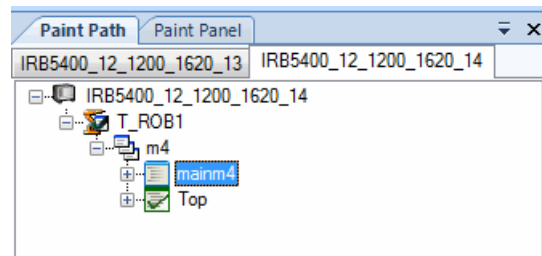 Paint Path Paint Panel
IRB5400_12_1200_1620_13 IRB5400_12_1200_1620_14
IRB5400_12_1200_1620_14
T_ROB1
m4
mainm4
Top